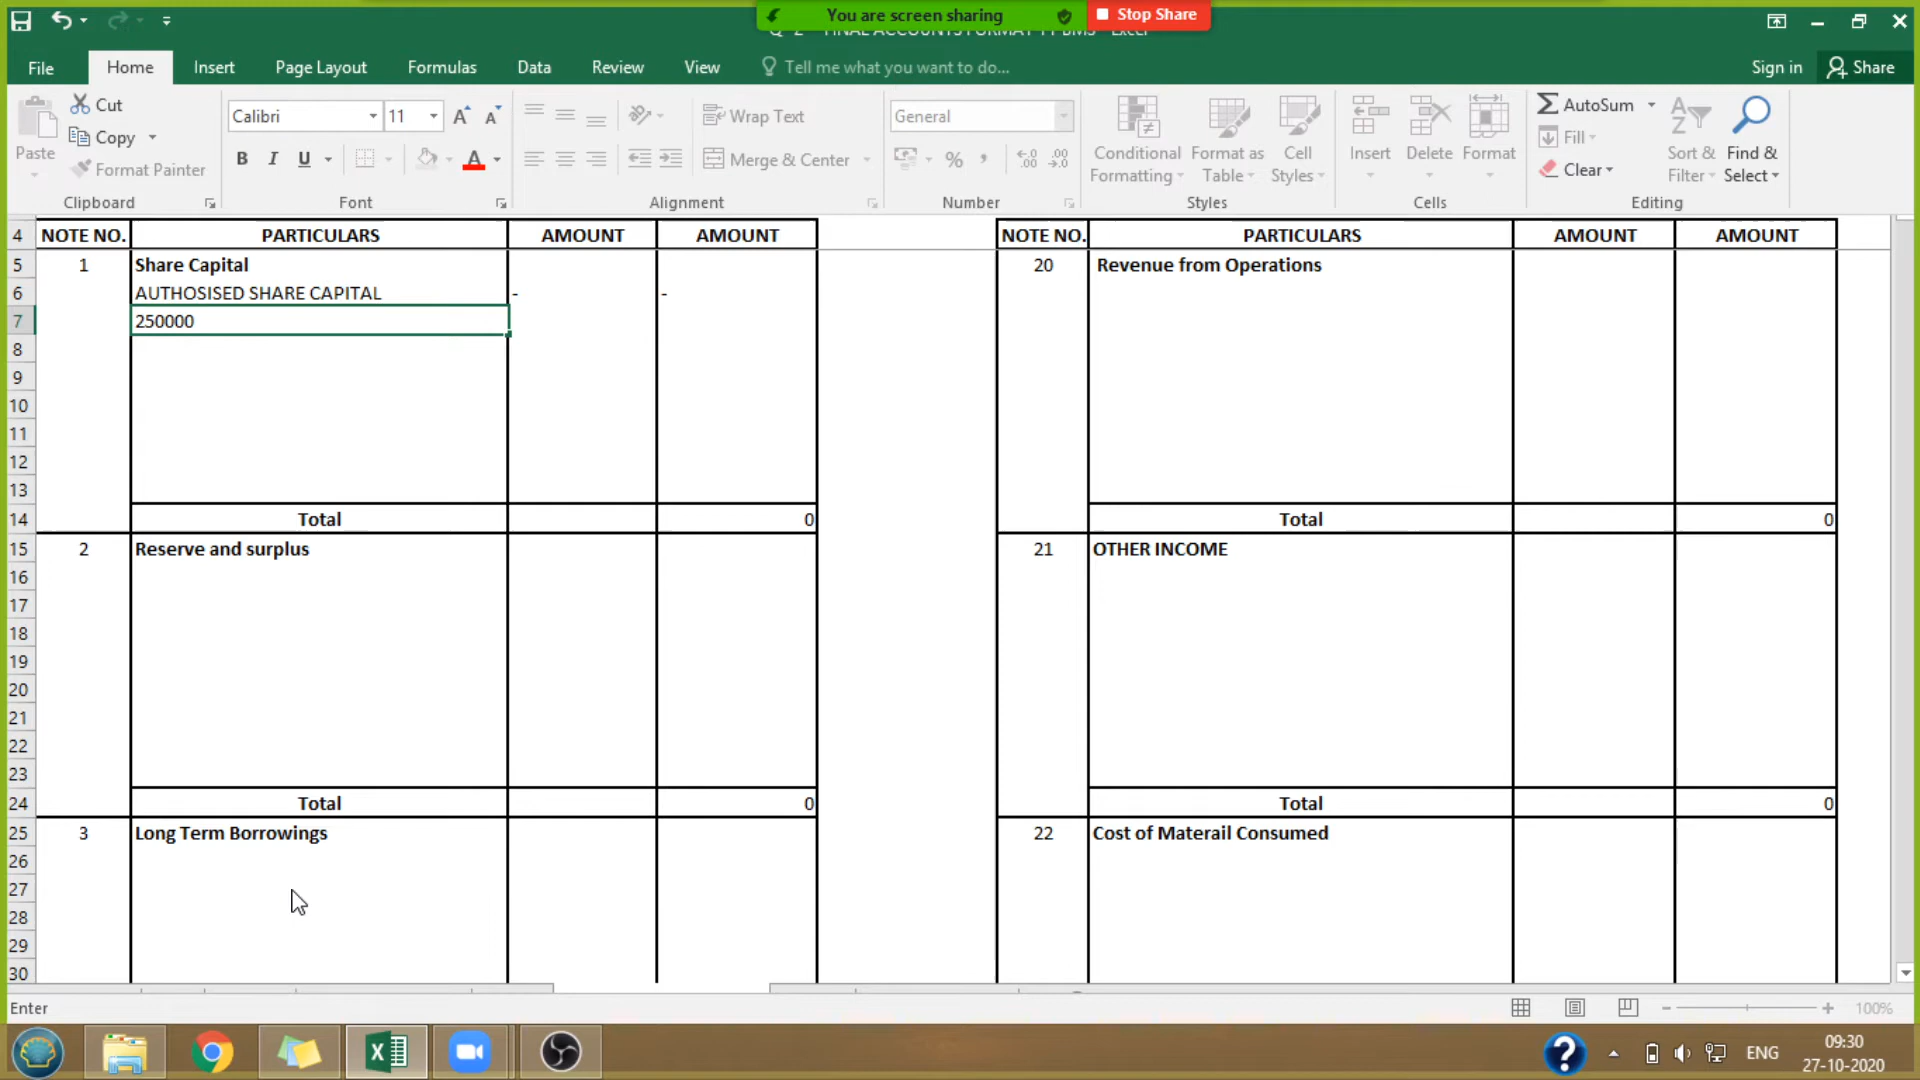 You are screen sharing
Stop Share
File
Home
Insert
Page Layout
Formulas
Data
Review
View
Tell me what you want to do...
Sign in
Share
Paste
Cut
Copy
Format Painter
Clipboard
Calibri
11
B I U
A
Font
Wrap Text
Merge & Center
Alignment
General
%
Number
Conditional Formatting
Format as Table
Cell Styles
Styles
Insert
Delete
Format
Cells
AutoSum
Fill
Clear
Sort & Filter
Find & Select
Editing
4 NOTE NO. PARTICULARS AMOUNT AMOUNT NOTE NO. PARTICULARS AMOUNT AMOUNT
5 1 Share Capital 20 Revenue from Operations
6 AUTHOSISED SHARE CAPITAL - -
7 250000
8
9
10
11
12
13
14 Total 0 Total 0
15 2 Reserve and surplus 21 OTHER INCOME
16
17
18
19
20
21
22
23
24 Total 0 Total 0
25 3 Long Term Borrowings 22 Cost of Materail Consumed
26
27
28
29
30
Enter
100%
ENG
09:30
27-10-2020